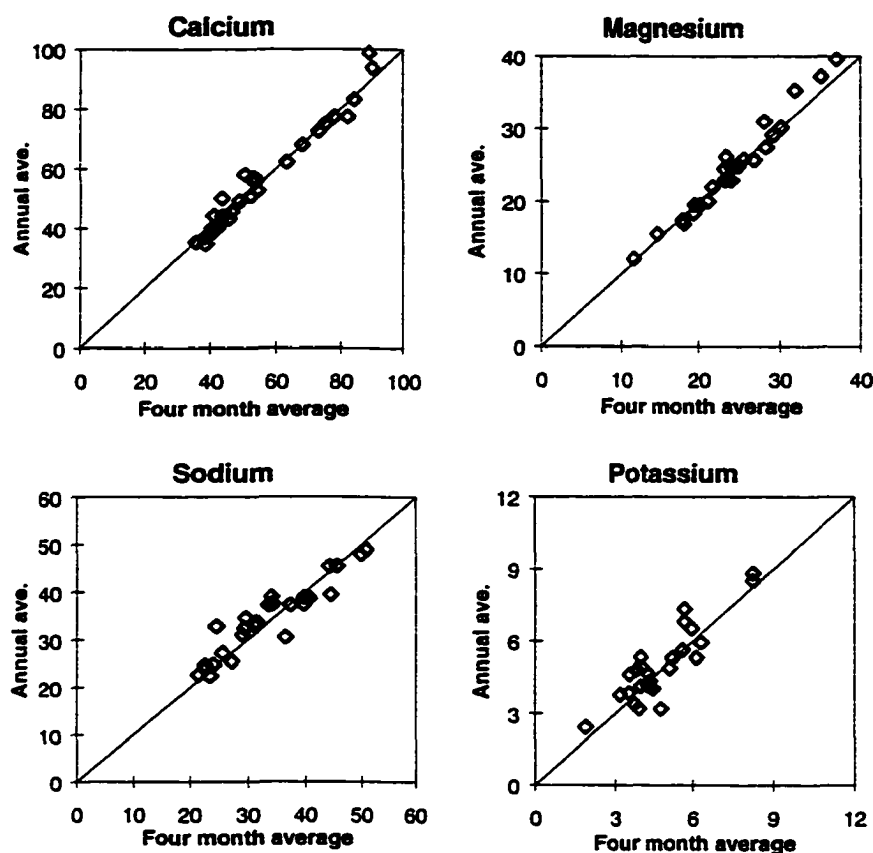 Calcium
Annual ave.
100
80
60
40
20
0
0 20 40 60 80 100
Four month average
Magnesium
Annual ave.
40
30
20
10
0
0 10 20 30 40
Four month average
Sodium
Annual ave.
60
50
40
30
20
10
0
0 10 20 30 40 50 60
Four month average
Potassium
Annual ave.
12
9
6
3
0
0 3 6 9 12
Four month average